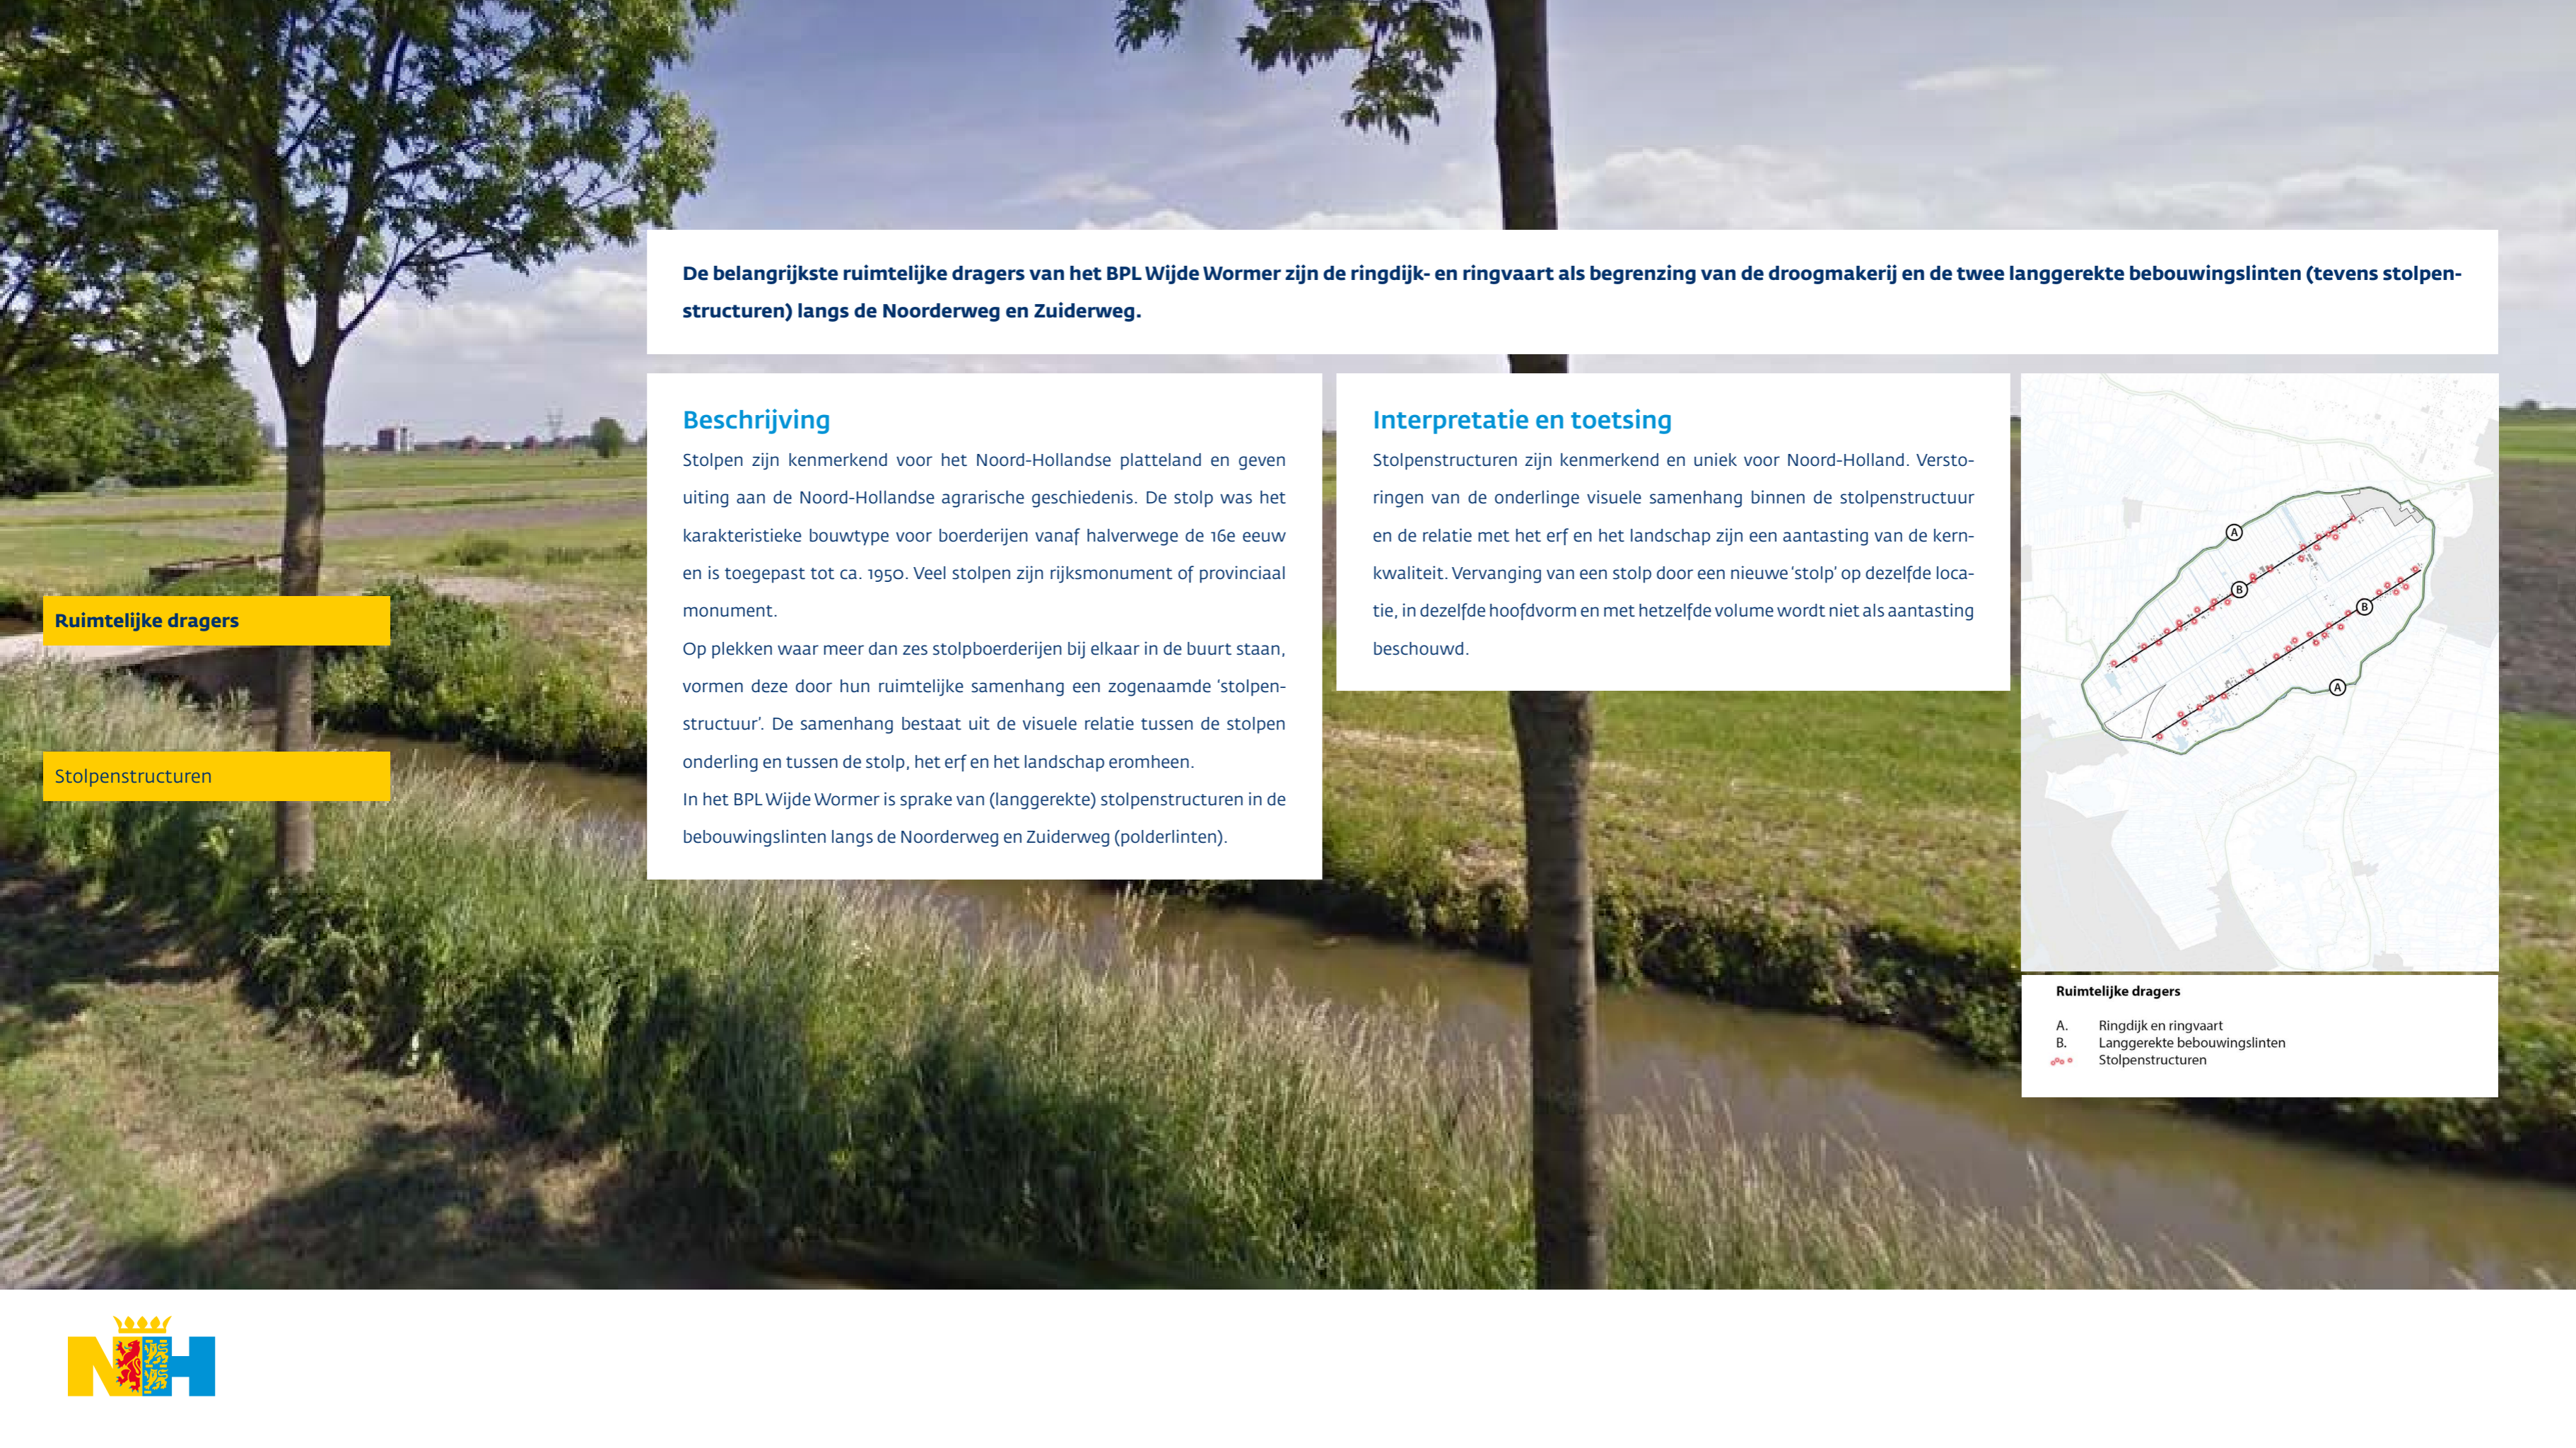 De belangrijkste ruimtelijke dragers van het BPL Wijde Wormer zijn de ringdijk- en ringvaart als begrenzing van de droogmakerij en de twee langgerekte bebouwingslinten (tevens stolpen-
structuren) langs de Noorderweg en Zuiderweg.
Ruimtelijke dragers
Stolpenstructuren
Beschrijving
Stolpen zijn kenmerkend voor het Noord-Hollandse platteland en geven
uiting aan de Noord-Hollandse agrarische geschiedenis. De stolp was het
karakteristieke bouwtype voor boerderijen vanaf halverwege de 16e eeuw
en is toegepast tot ca. 1950. Veel stolpen zijn rijksmonument of provinciaal
monument.
Op plekken waar meer dan zes stolpboerderijen bij elkaar in de buurt staan,
vormen deze door hun ruimtelijke samenhang een zogenaamde ‘stolpen-
structuur’. De samenhang bestaat uit de visuele relatie tussen de stolpen
onderling en tussen de stolp, het erf en het landschap eromheen.
In het BPL Wijde Wormer is sprake van (langgerekte) stolpenstructuren in de
bebouwingslinten langs de Noorderweg en Zuiderweg (polderlinten).
Interpretatie en toetsing
Stolpenstructuren zijn kenmerkend en uniek voor Noord-Holland. Versto-
ringen van de onderlinge visuele samenhang binnen de stolpenstructuur
en de relatie met het erf en het landschap zijn een aantasting van de kern-
kwaliteit. Vervanging van een stolp door een nieuwe ‘stolp’ op dezelfde loca-
tie, in dezelfde hoofdvorm en met hetzelfde volume wordt niet als aantasting
beschouwd.
A
B
B
A
Ruimtelijke dragers
A. Ringdijk en ringvaart
B. Langgerekte bebouwingslinten
Stolpenstructuren
NH